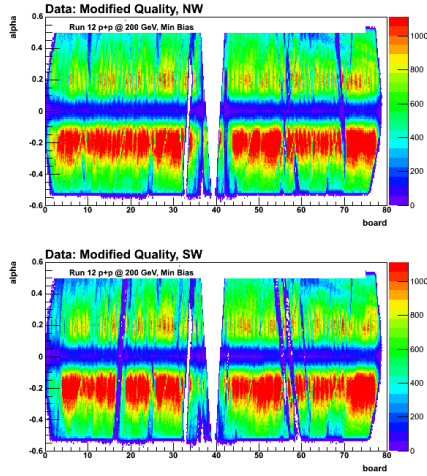 Data: Modified Quality, NW
alpha
0.6
0.4
0.2
0
-0.2
-0.4
-0.6
Run 12 p+p @ 200 GeV, Min Bias
0 10 20 30 40 50 60 70 80
board
1000
800
600
400
200
0
Data: Modified Quality, SW
alpha
0.6
0.4
0.2
0
-0.2
-0.4
-0.6
Run 12 p+p @ 200 GeV, Min Bias
0 10 20 30 40 50 60 70 80
board
1000
800
600
400
200
0